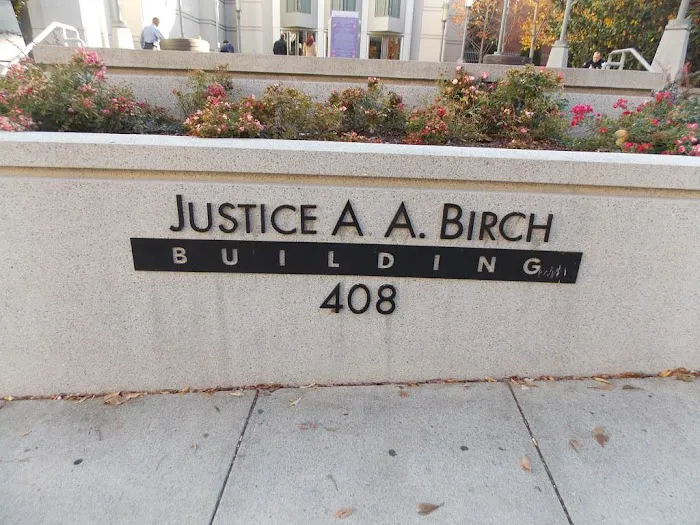 JUSTICE A. A. BIRCH
BUILDING
408